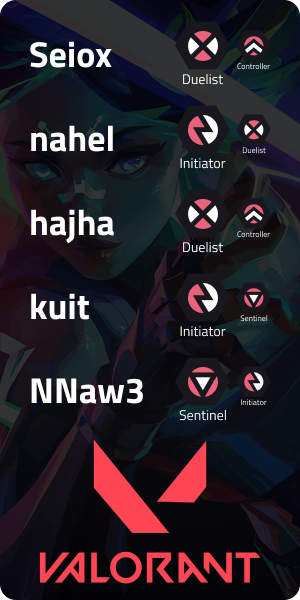 Seiox
Duelist
Controller
nahel
Initiator
Duelist
hajha
Duelist
Controller
kuit
Initiator
Sentinel
NNaw3
Sentinel
Initiator
VALORANT